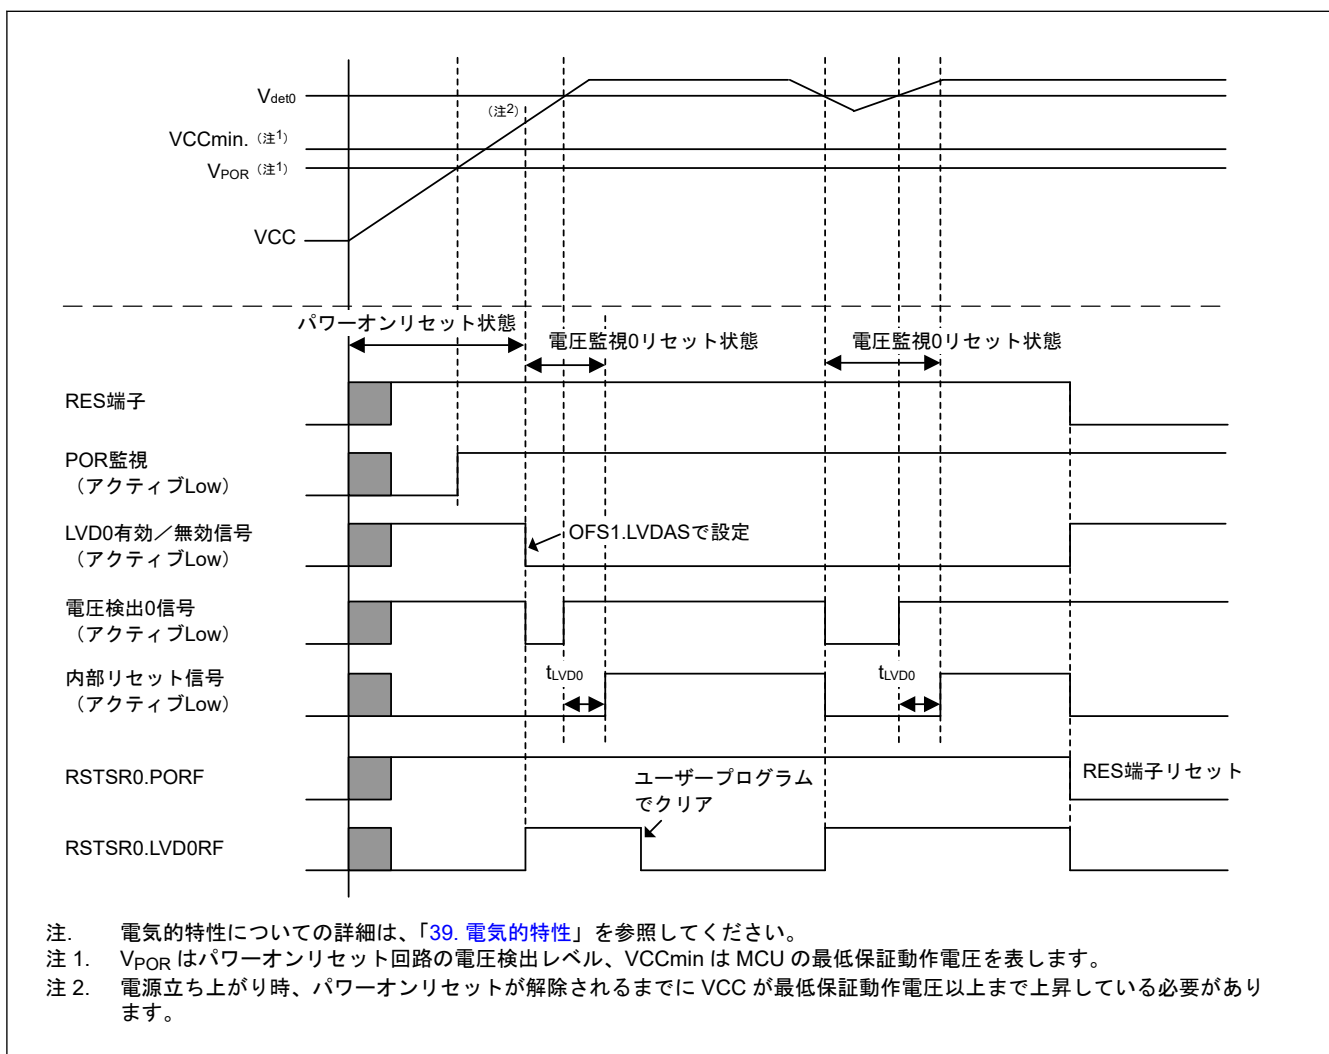 Vdet0
（注2）
VCCmin.（注1）
VPOR（注1）
VCC
パワーオンリセット状態
電圧監視0リセット状態
電圧監視0リセット状態
RES端子
POR監視
（アクティブLow）
LVD0有効／無効信号
（アクティブLow）
OFS1.LVDASで設定
電圧検出0信号
（アクティブLow）
内部リセット信号
（アクティブLow）
tLVD0
tLVD0
RSTSR0.PORF
ユーザープログラム
でクリア
RES端子リセット
RSTSR0.LVD0RF
注. 電気的特性についての詳細は、「39. 電気的特性」を参照してください。
注 1. VPOR はパワーオンリセット回路の電圧検出レベル、VCCmin は MCU の最低保証動作電圧を表します。
注 2. 電源立ち上がり時、パワーオンリセットが解除されるまでに VCC が最低保証動作電圧以上まで上昇している必要があり
ます。